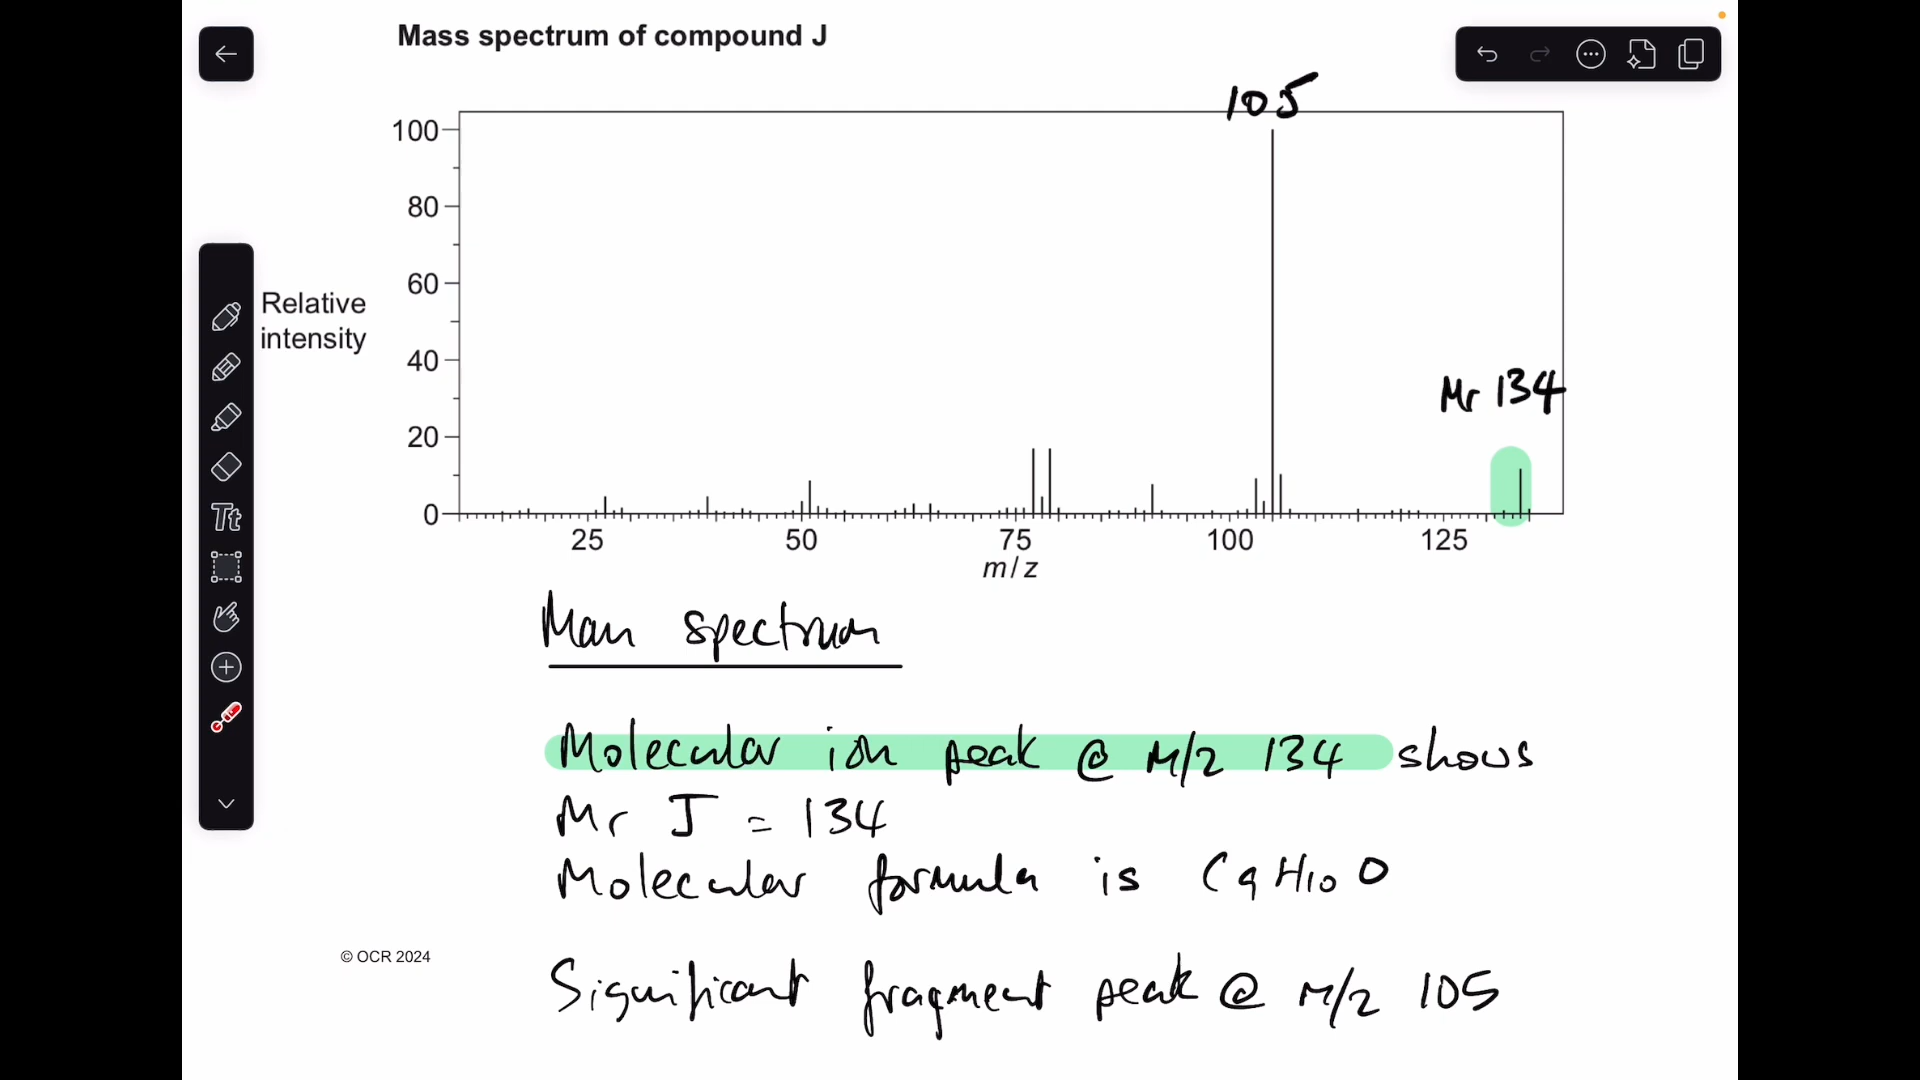 Mass spectrum of compound J
105
100
80
60
40
20
0
Relative
intensity
Mr 134
25 50 75 100 125
m/z
Mass spectrum
Molecular ion peak @ M/z 134 shows
Mr J = 134
Molecular formula is C9H10O
Significant fragment peak @ M/z 105
© OCR 2024
Tt